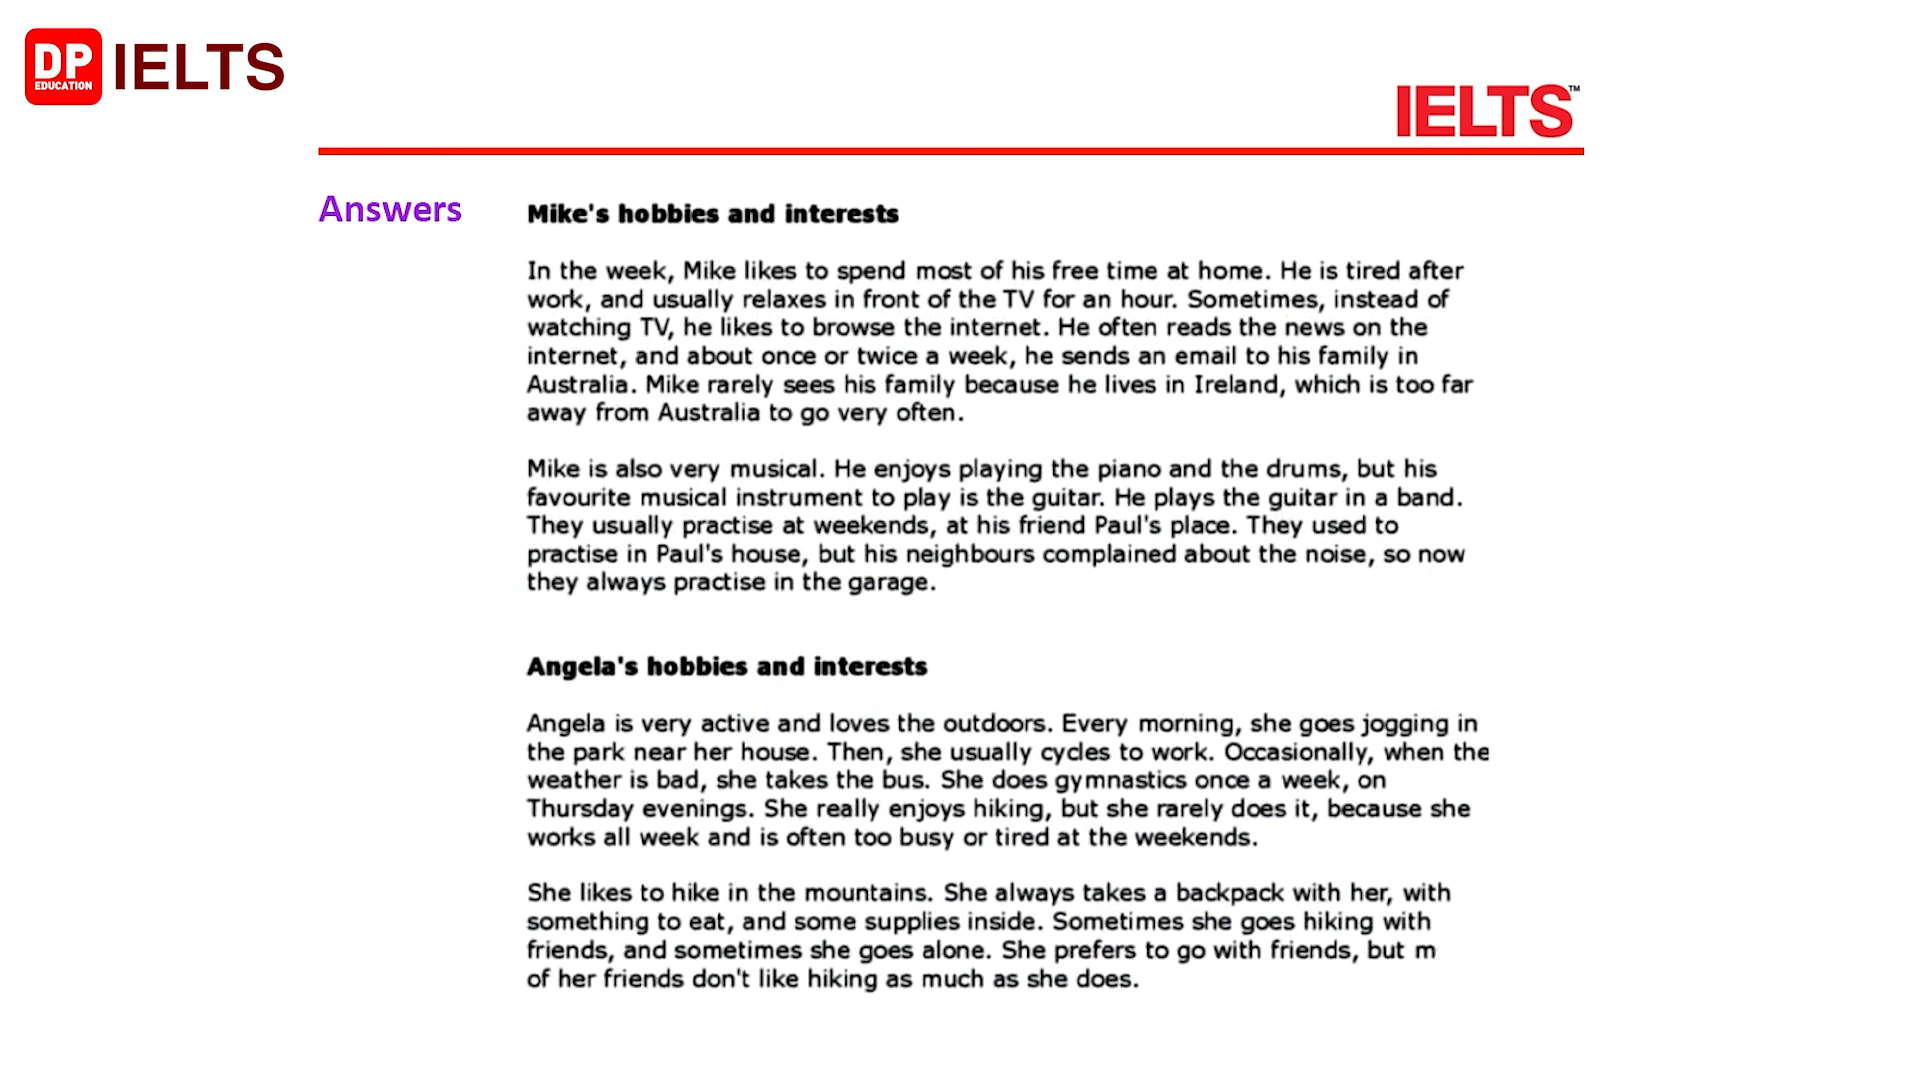 DP
EDUCATION
IELTS
IELTS™
Answers
Mike's hobbies and interests
In the week, Mike likes to spend most of his free time at home. He is tired after
work, and usually relaxes in front of the TV for an hour. Sometimes, instead of
watching TV, he likes to browse the internet. He often reads the news on the
internet, and about once or twice a week, he sends an email to his family in
Australia. Mike rarely sees his family because he lives in Ireland, which is too far
away from Australia to go very often.
Mike is also very musical. He enjoys playing the piano and the drums, but his
favourite musical instrument to play is the guitar. He plays the guitar in a band.
They usually practise at weekends, at his friend Paul's place. They used to
practise in Paul's house, but his neighbours complained about the noise, so now
they always practise in the garage.
Angela's hobbies and interests
Angela is very active and loves the outdoors. Every morning, she goes jogging in
the park near her house. Then, she usually cycles to work. Occasionally, when the
weather is bad, she takes the bus. She does gymnastics once a week, on
Thursday evenings. She really enjoys hiking, but she rarely does it, because she
works all week and is often too busy or tired at the weekends.
She likes to hike in the mountains. She always takes a backpack with her, with
something to eat, and some supplies inside. Sometimes she goes hiking with
friends, and sometimes she goes alone. She prefers to go with friends, but m
of her friends don't like hiking as much as she does.